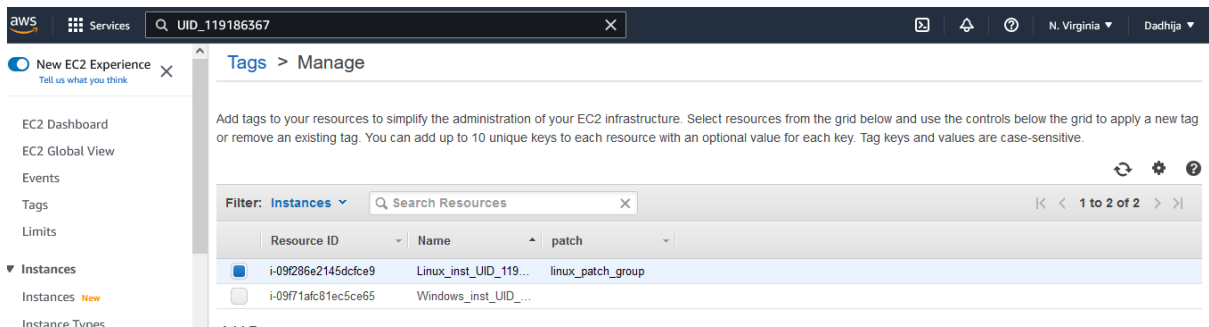 aws Services UID_119186367 N. Virginia Dadhija
New EC2 Experience
Tell us what you think
Tags > Manage
EC2 Dashboard
EC2 Global View
Events
Tags
Limits
Instances
Instances New
Instance Types
Add tags to your resources to simplify the administration of your EC2 infrastructure. Select resources from the grid below and use the controls below the grid to apply a new tag
or remove an existing tag. You can add up to 10 unique keys to each resource with an optional value for each key. Tag keys and values are case-sensitive.
Filter: Instances Search Resources 1 to 2 of 2
Resource ID Name patch
i-09f286e2145dcfce9 Linux_inst_UID_119... linux_patch_group
i-09f71afc81ec5ce65 Windows_inst_UID_...